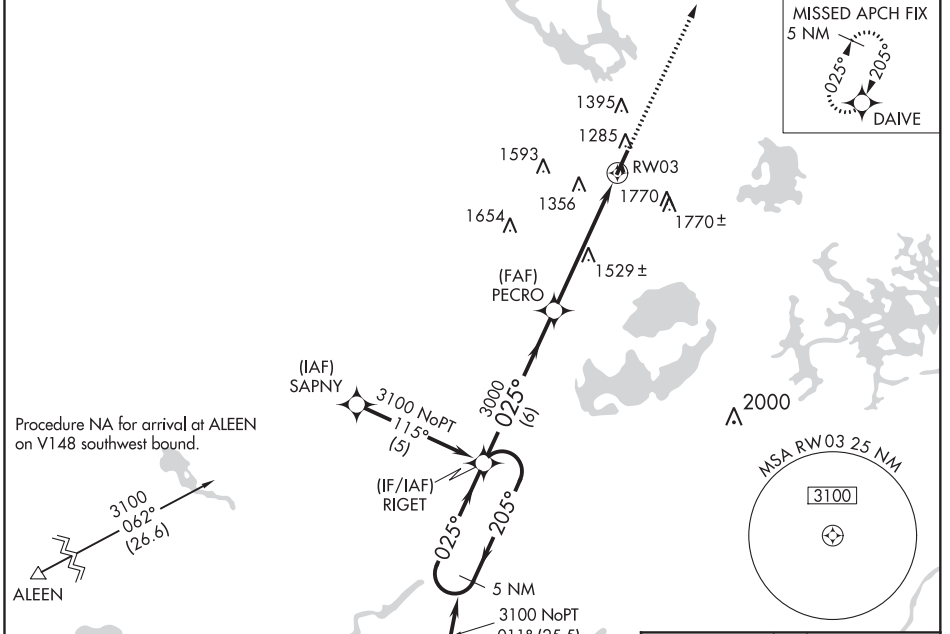 MISSED APCH FIX
5 NM
025°
205°
DAIVE
1395
1285
1593
RW03
1356
1770
1770±
1654
1529±
(FAF)
PECRO
(IAF)
SAPNY
3100 NoPT
115°
(5)
3000
025°
(6)
2000
Procedure NA for arrival at ALEEN
on V148 southwest bound.
MSA RW03 25 NM
3100
(IF/IAF)
RIGET
3100
062°
(26.6)
025°
205°
ALEEN
5 NM
3100 NoPT
011° (25.5)